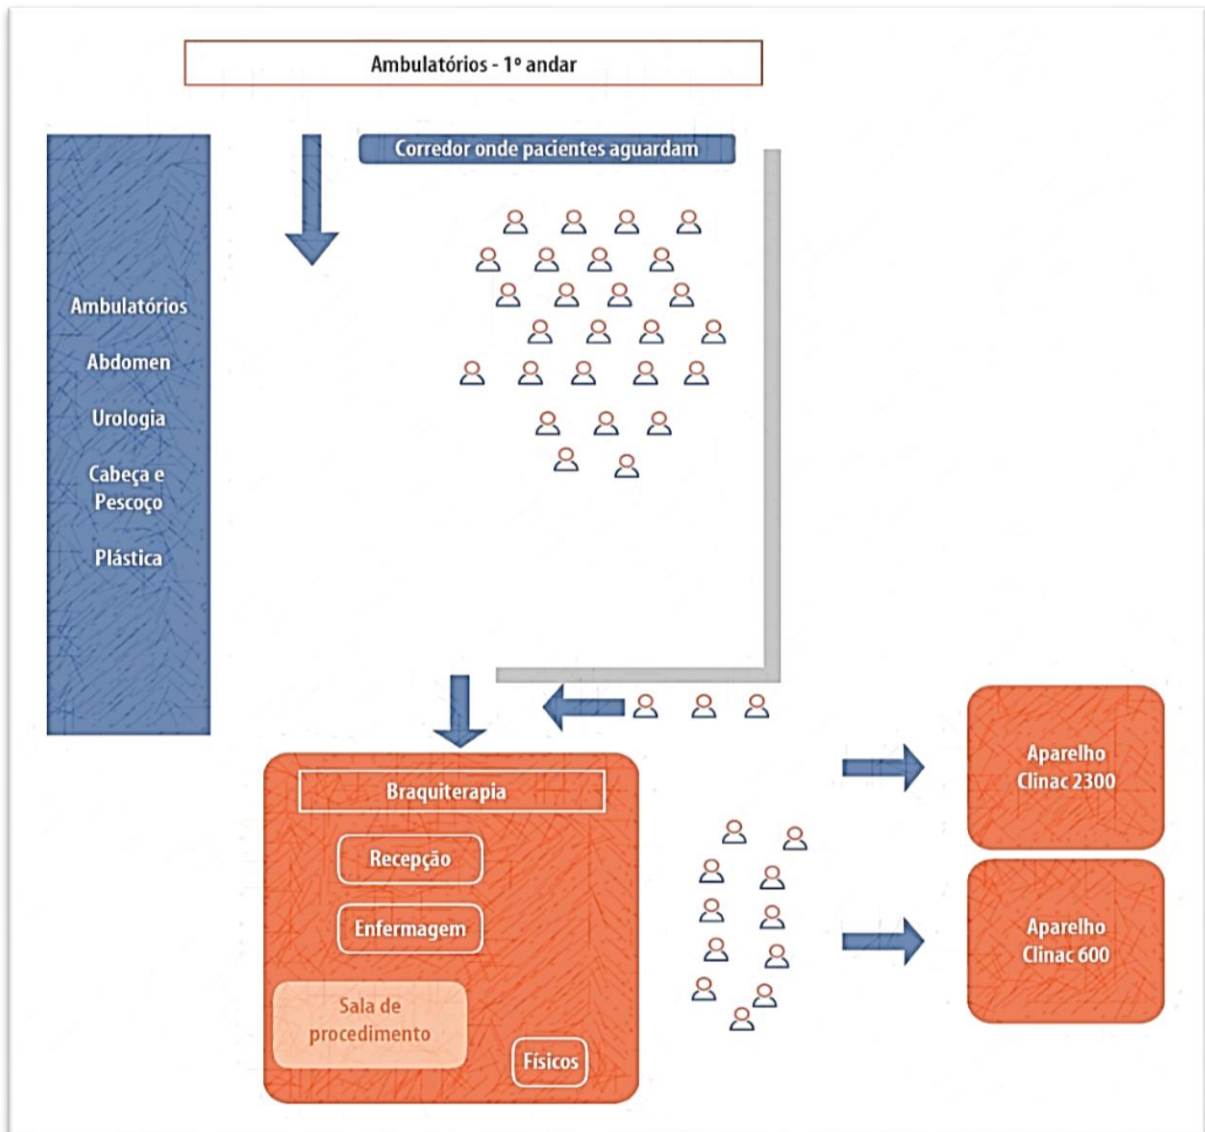 Ambulatórios - 1º andar
Corredor onde pacientes aguardam
Ambulatórios
Abdomen
Urologia
Cabeça e
Pescoço
Plástica
Braquiterapia
Recepção
Enfermagem
Sala de
procedimento
Físicos
Aparelho
Clinac 2300
Aparelho
Clinac 600